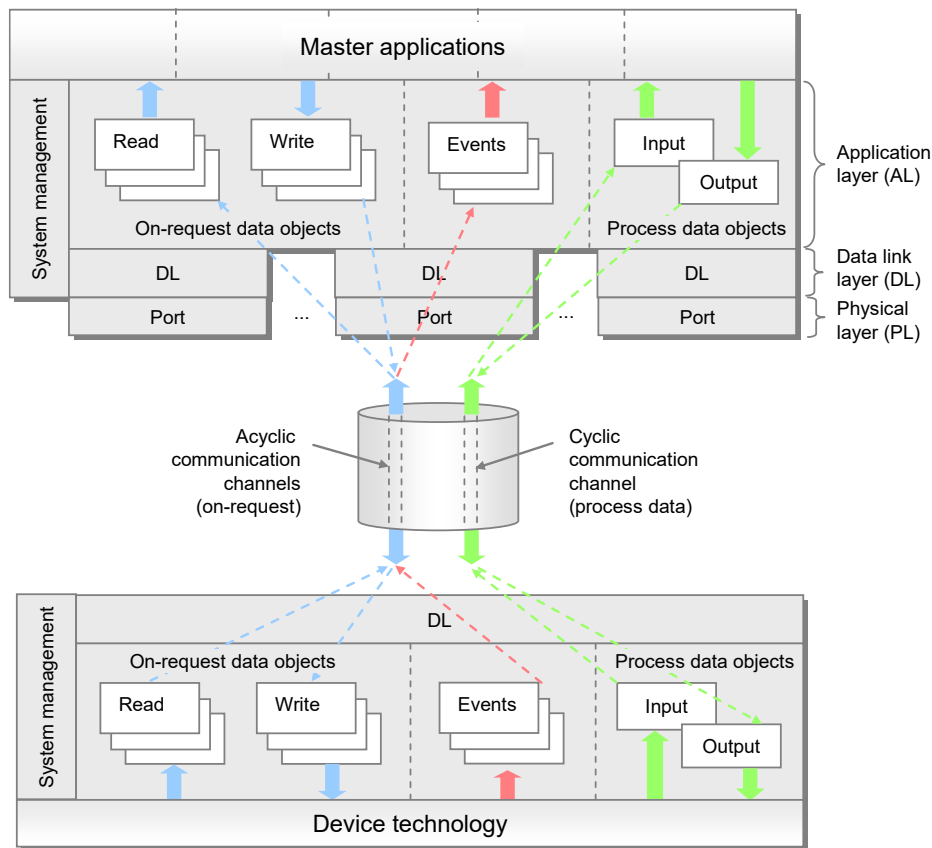 Master applications
System management
Read
Write
Events
Input
Output
On-request data objects
Process data objects
Application
layer (AL)
DL
DL
DL
Data link
layer (DL)
Port
...
Port
...
Port
Physical
layer (PL)
Acyclic
communication
channels
(on-request)
Cyclic
communication
channel
(process data)
System management
DL
On-request data objects
Process data objects
Read
Write
Events
Input
Output
Device technology